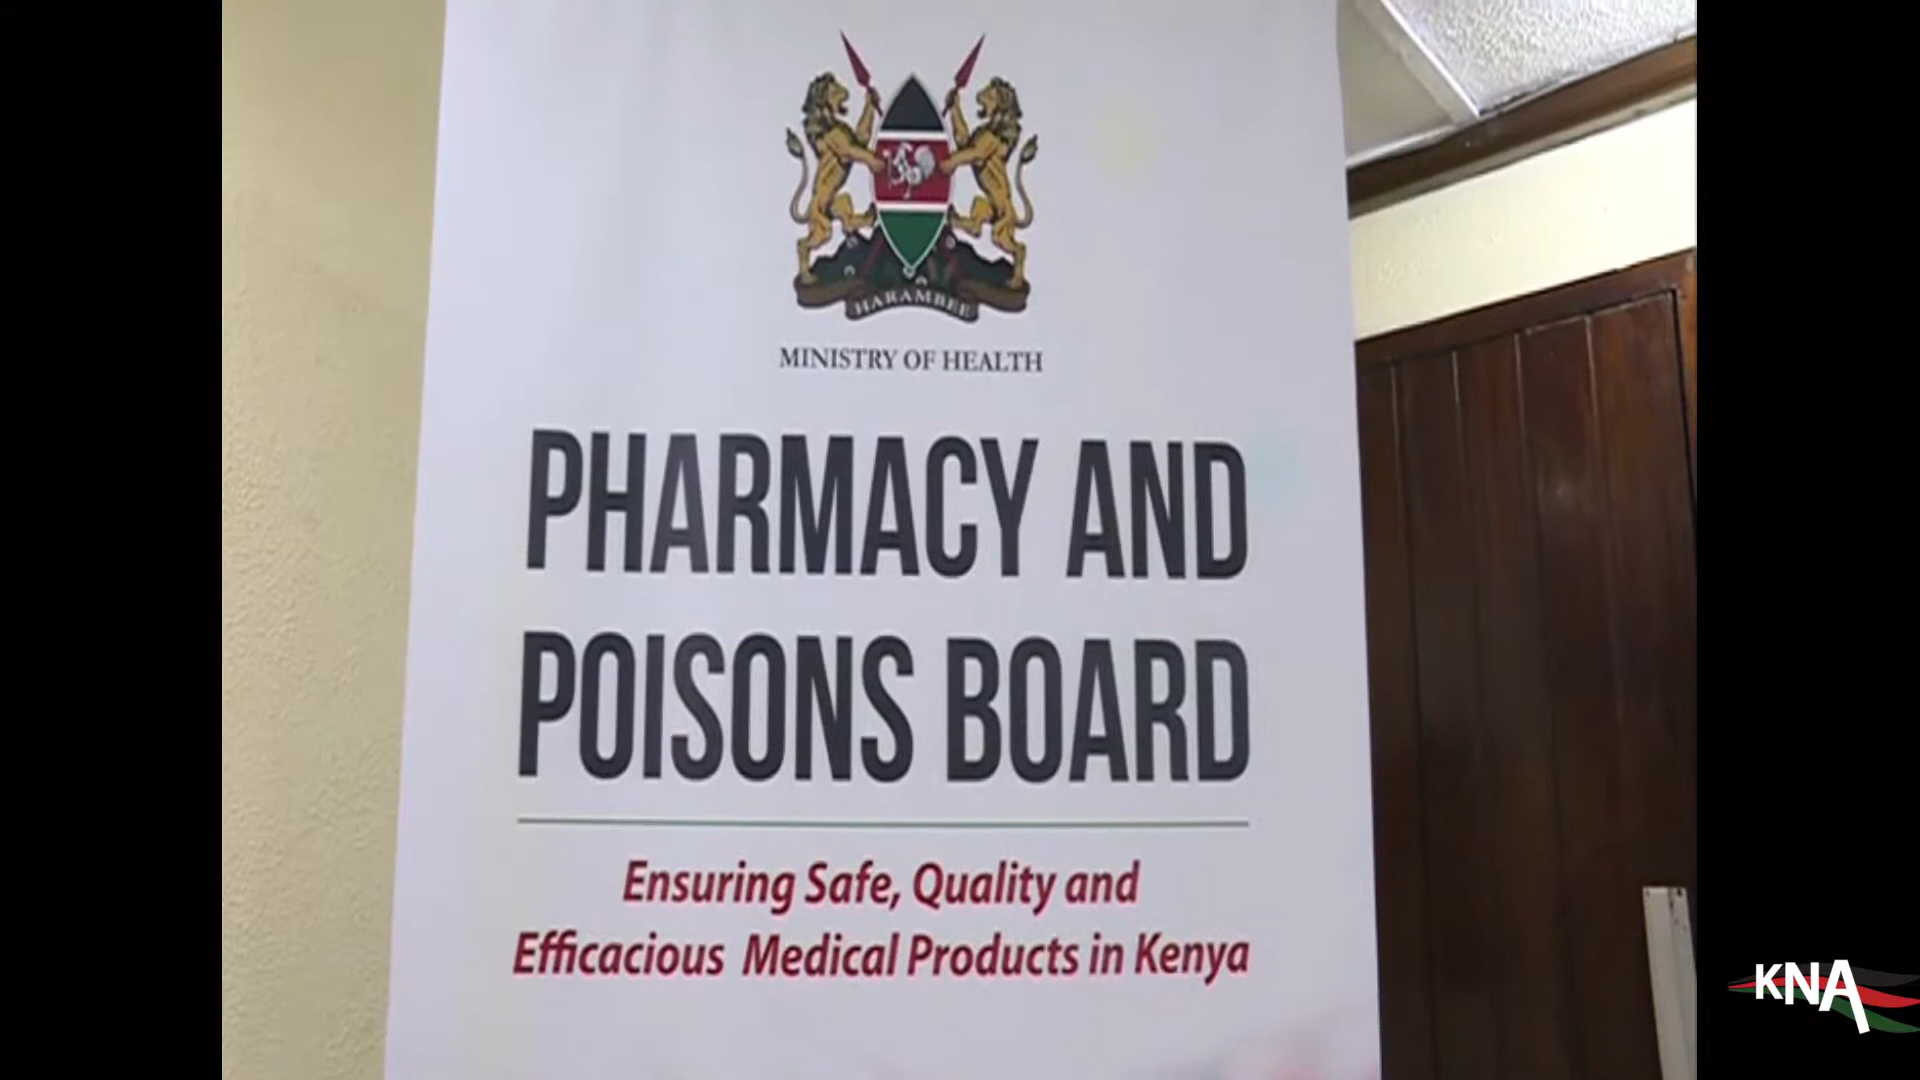 HARAMBEE
MINISTRY OF HEALTH
PHARMACY AND
POISONS BOARD
Ensuring Safe, Quality and
Efficacious Medical Products in Kenya
KNA